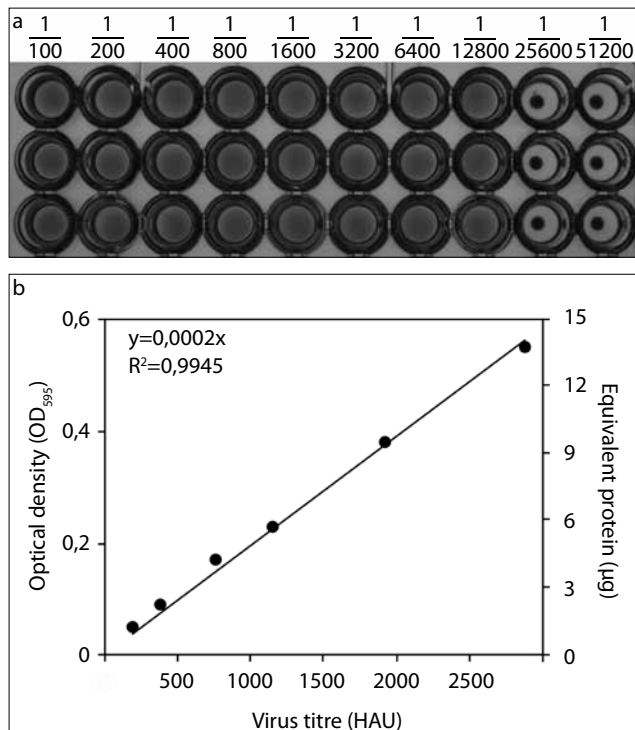 a
1/100 1/200 1/400 1/800 1/1600 1/3200 1/6400 1/12800 1/25600 1/51200
b
y=0,0002x
R²=0,9945
0,6
0,4
0,2
0
Optical density (OD₅₉₅)
15
12
9
6
3
0
Equivalent protein (µg)
500 1000 1500 2000 2500
Virus titre (HAU)